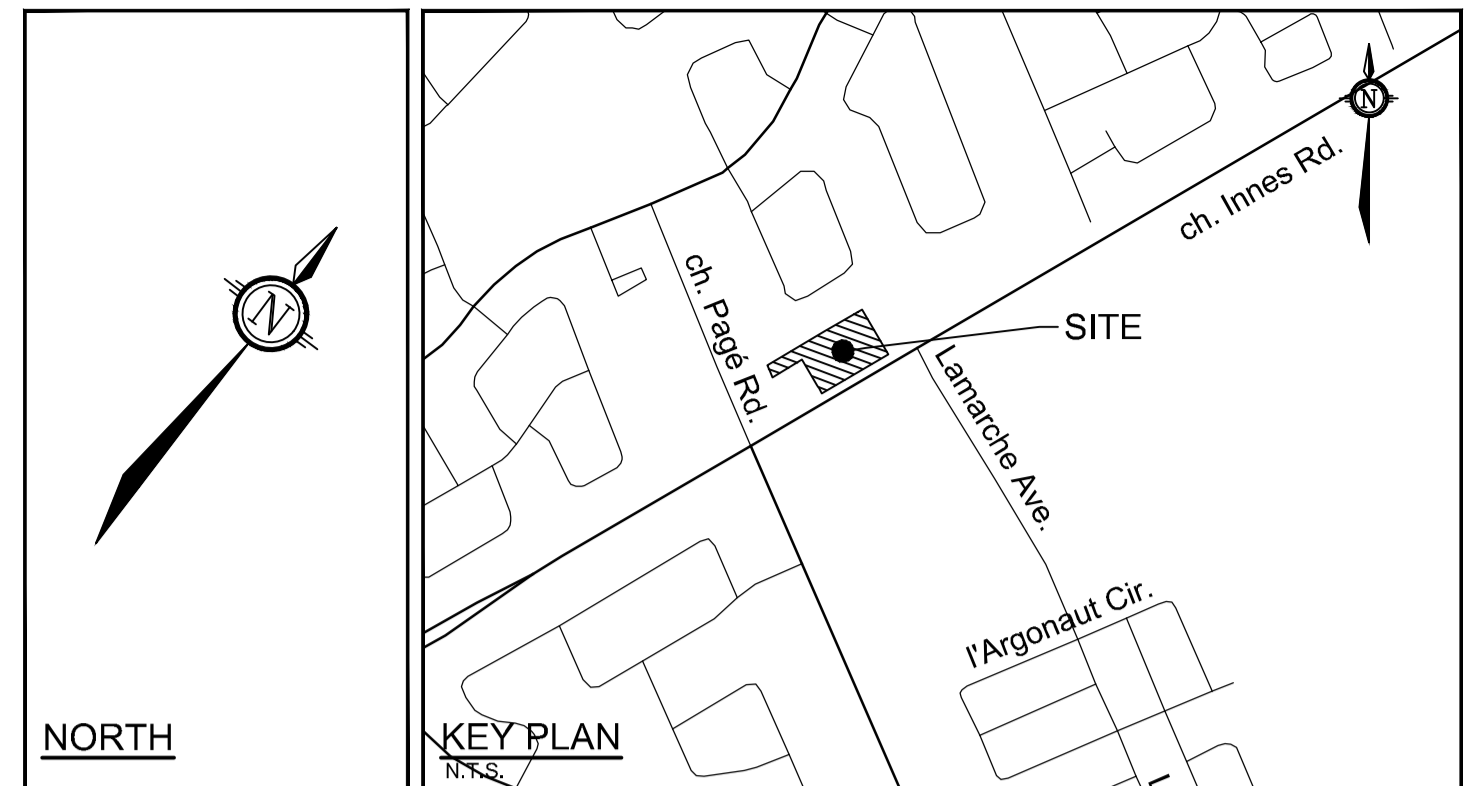 N
NORTH
N
ch. Innes Rd.
ch. Pagé Rd.
SITE
Lamarche Ave.
l'Argonaut Cir.
KEY PLAN
N.T.S.